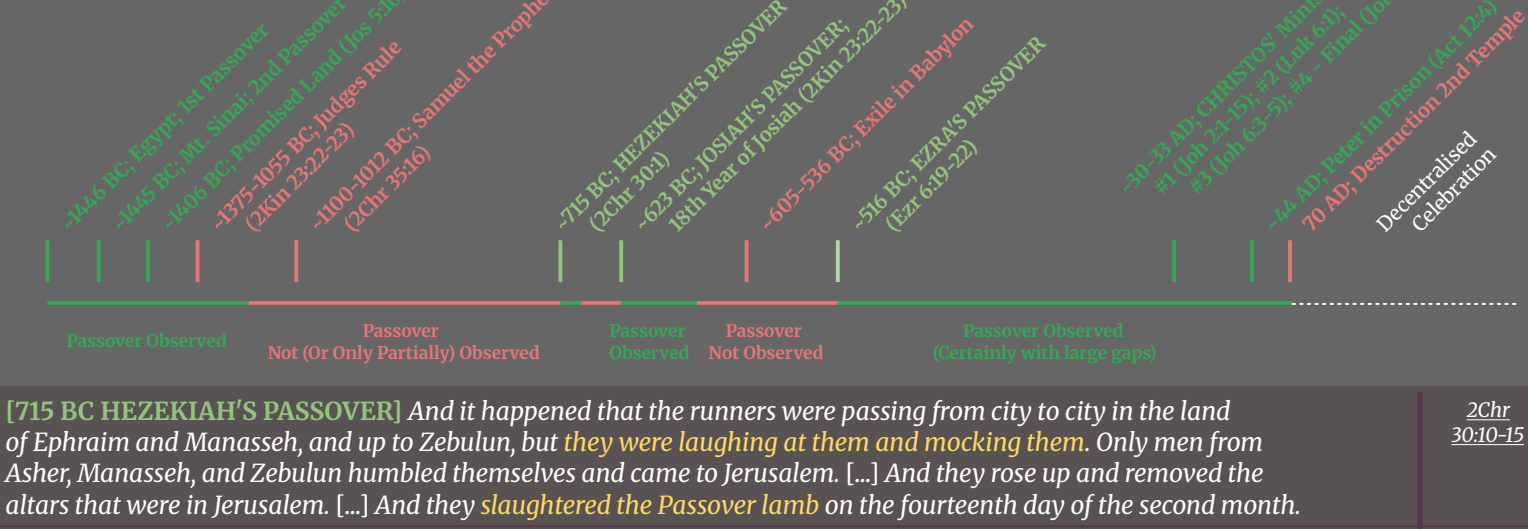 ~1446 BC; Egypt; 1st Passover
~1445 BC; Mt. Sinai; 2nd Passover
~1406 BC; Promised Land (Jos 5:10)
~1375-1055 BC; Judges Rule
(2Kin 23:22-23)
~1100-1012 BC; Samuel the Prophe
(2Chr 35:16)
~715 BC; HEZEKIAH'S PASSOVER
(2Chr 30:1)
~623 BC; JOSIAH'S PASSOVER;
18th Year of Josiah (2Kin 23:22-23)
~605-536 BC; Exile in Babylon
~516 BC; EZRA'S PASSOVER
(Ezr 6:19-22)
~30-33 AD; CHRISTOS' Minis
#1 (Joh 2:1-15); #2 (Luk 6:1);
#3 (Joh 6:3-5); #4 - Final (Joh
~44 AD; Peter in Prison (Act 12:4)
70 AD; Destruction 2nd Temple
Decentralised
Celebration
Passover Observed
Passover
Not (Or Only Partially) Observed
Passover
Observed
Passover
Not Observed
Passover Observed
(Certainly with large gaps)
[715 BC HEZEKIAH'S PASSOVER] And it happened that the runners were passing from city to city in the land
of Ephraim and Manasseh, and up to Zebulun, but they were laughing at them and mocking them. Only men from
Asher, Manasseh, and Zebulun humbled themselves and came to Jerusalem. [...] And they rose up and removed the
altars that were in Jerusalem. [...] And they slaughtered the Passover lamb on the fourteenth day of the second month.
2Chr
30:10-15